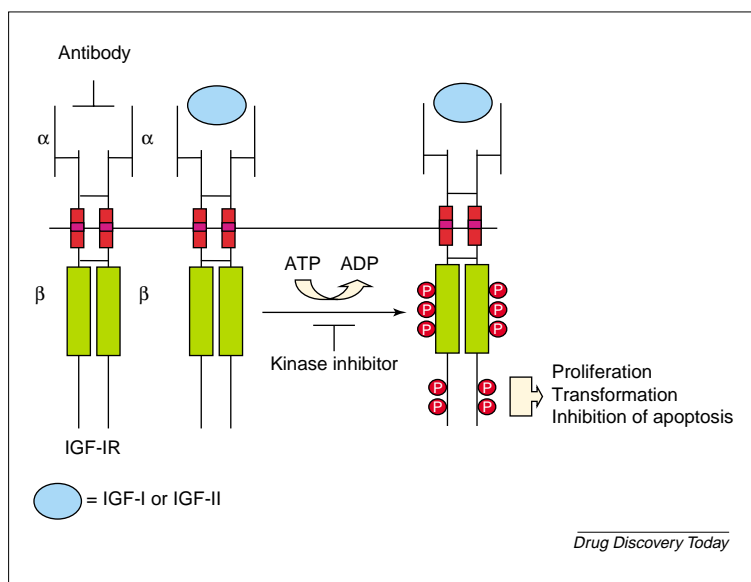 Antibody
α
α
ATP
ADP
β
β
Kinase inhibitor
P
P
P
P
P
P
P
P
P
P
Proliferation
Transformation
Inhibition of apoptosis
IGF-IR
= IGF-I or IGF-II
Drug Discovery Today